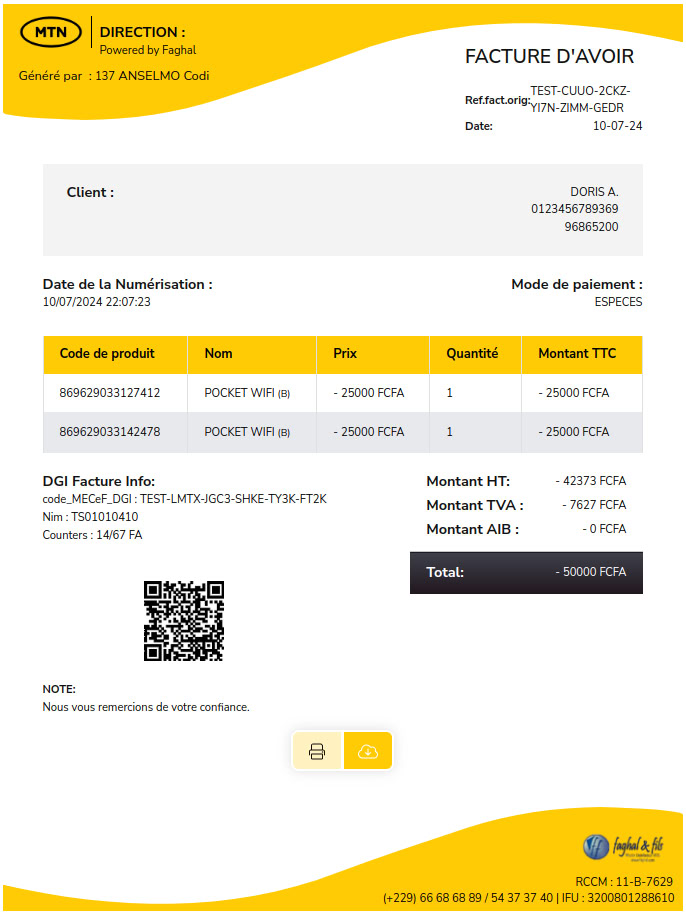 MTN
DIRECTION :
Powered by Faghal
Généré par : 137 ANSELMO Codi
FACTURE D'AVOIR
Ref.fact.orig: TEST-CUUO-2CKZ-
YI7N-ZIMM-GEDR
Date: 10-07-24
Client :
DORIS A.
0123456789369
96865200
Date de la Numérisation : Mode de paiement :
10/07/2024 22:07:23 ESPECES
Code de produit Nom Prix Quantité Montant TTC
869629033127412 POCKET WIFI (B) - 25000 FCFA 1 - 25000 FCFA
869629033142478 POCKET WIFI (B) - 25000 FCFA 1 - 25000 FCFA
DGI Facture Info:
code_MECeF_DGI : TEST-LMTX-JGC3-SHKE-TY3K-FT2K
Nim : TS01010410
Counters : 14/67 FA
Montant HT: - 42373 FCFA
Montant TVA : - 7627 FCFA
Montant AIB : - 0 FCFA
Total: - 50000 FCFA
NOTE:
Nous vous remercions de votre confiance.
faghal & fils
RCCM : 11-B-7629
(+229) 66 68 68 89 / 54 37 37 40 | IFU : 3200801288610